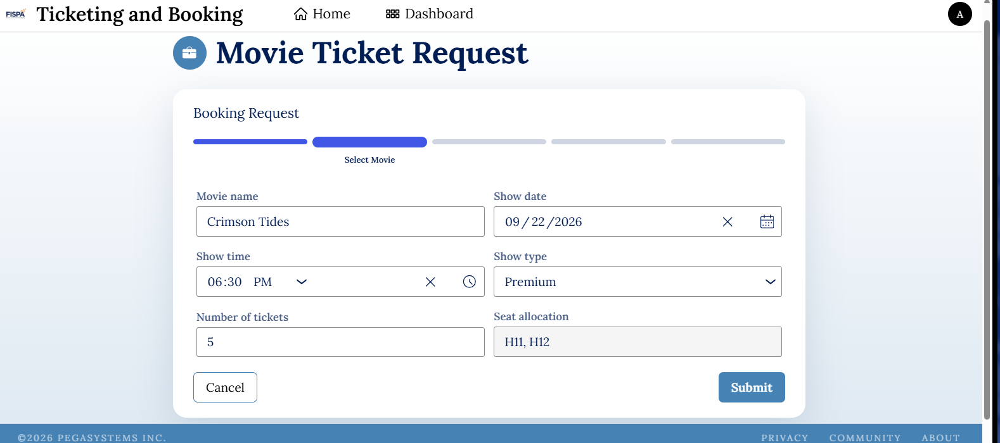 FISPA Ticketing and Booking Home Dashboard A
Movie Ticket Request
Booking Request
Select Movie
Movie name Show date
Crimson Tides 09 / 22 /2026
Show time Show type
06:30 PM Premium
Number of tickets Seat allocation
5 H11, H12
Cancel Submit
©2026 PEGASYSTEMS INC. PRIVACY COMMUNITY ABOUT